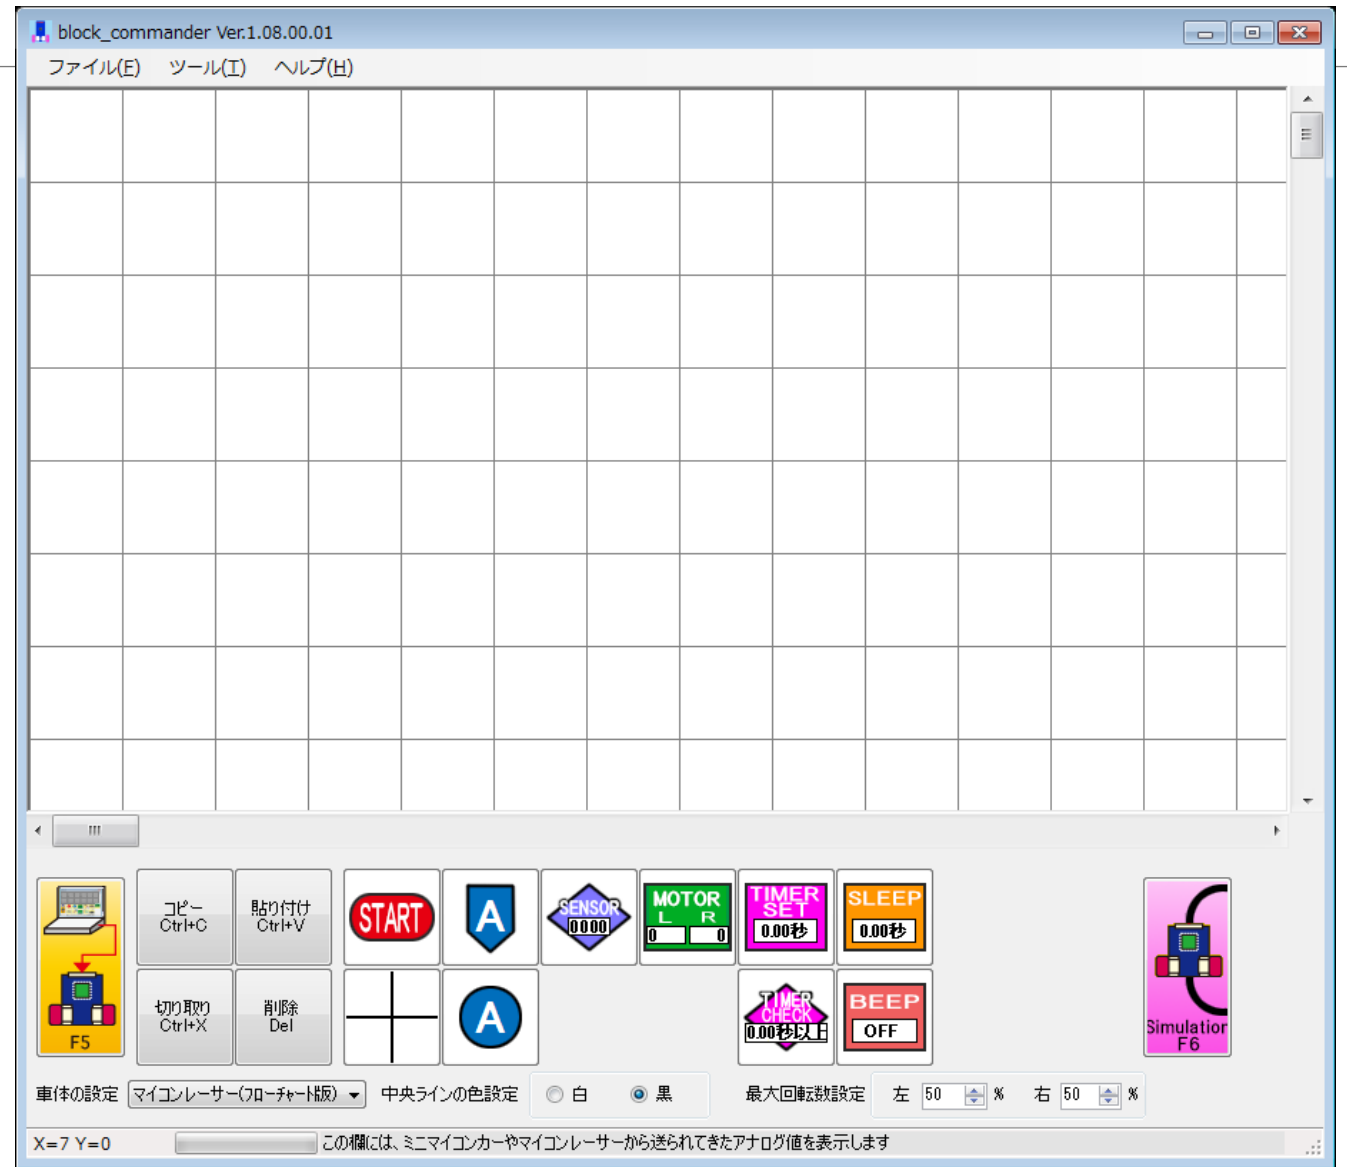 block_commander Ver.1.08.00.01
ファイル(F) ツール(T) ヘルプ(H)
コピー
Ctrl+C
貼り付け
Ctrl+V
START
A
SENSOR
0000
MOTOR
L R
0 0
TIMER
SET
0.00秒
SLEEP
0.00秒
F5
切り取り
Ctrl+X
削除
Del
A
TIMER
CHECK
0.00秒以上
BEEP
OFF
Simulation
F6
車体の設定 マイコンレーサー(フローチャート版) 中央ラインの色設定 白 黒 最大回転数設定 左 50 % 右 50 %
X=7 Y=0 この欄には、ミニマイコンカーやマイコンレーサーから送られてきたアナログ値を表示します